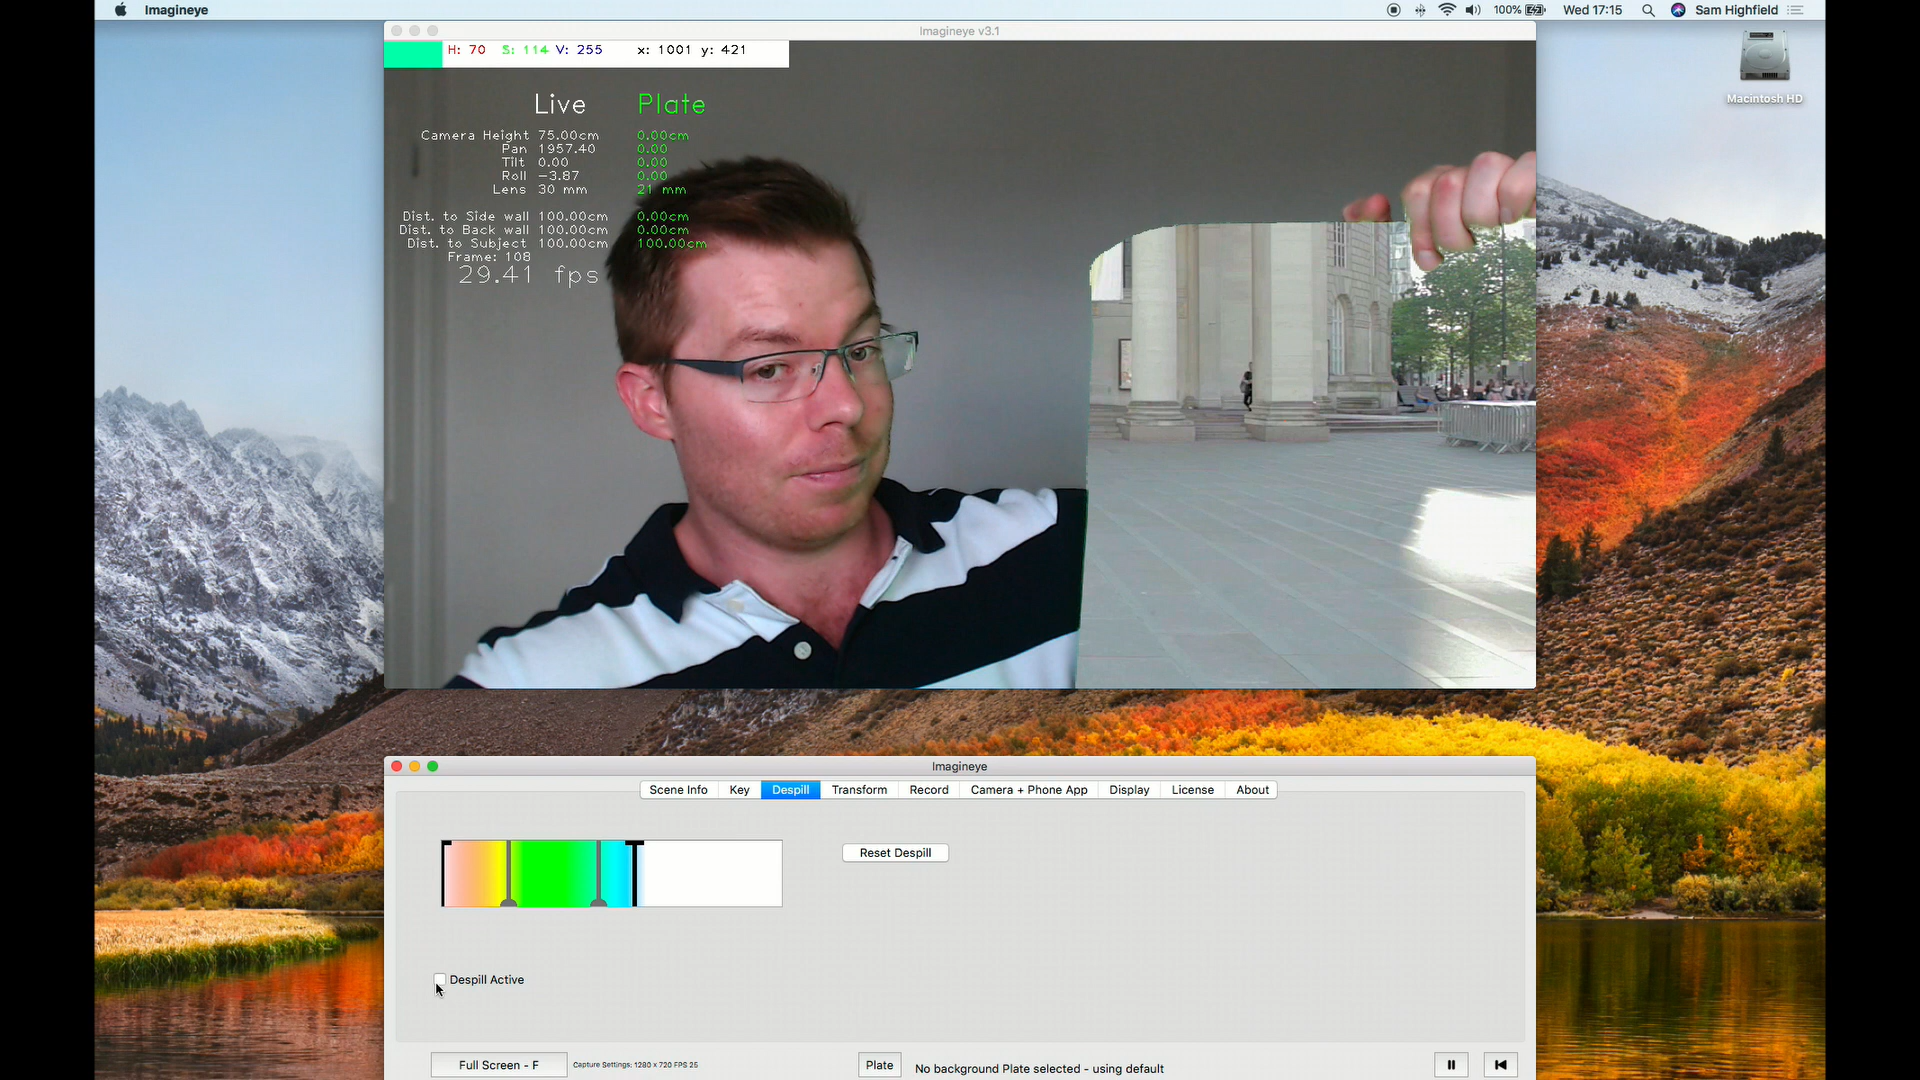 Imagineye
100%
Wed 17:15
Sam Highfield
Imagineye v3.1
H: 70 S: 114 V: 255 x: 1001 y: 421
Macintosh HD
Live Plate
Camera Height 75.00cm 0.00cm
Pan 1957.40 0.00
Tilt 0.00 0.00
Roll -3.87 0.00
Lens 30 mm 21 mm
Dist. to Side wall 100.00cm 0.00cm
Dist. to Back wall 100.00cm 0.00cm
Dist. to Subject 100.00cm 100.00cm
Frame: 108
29.41 fps
Imagineye
Scene Info Key Despill Transform Record Camera + Phone App Display License About
Reset Despill
Despill Active
Full Screen - F
Capture Settings: 1280 x 720 FPS 25
Plate
No background Plate selected - using default